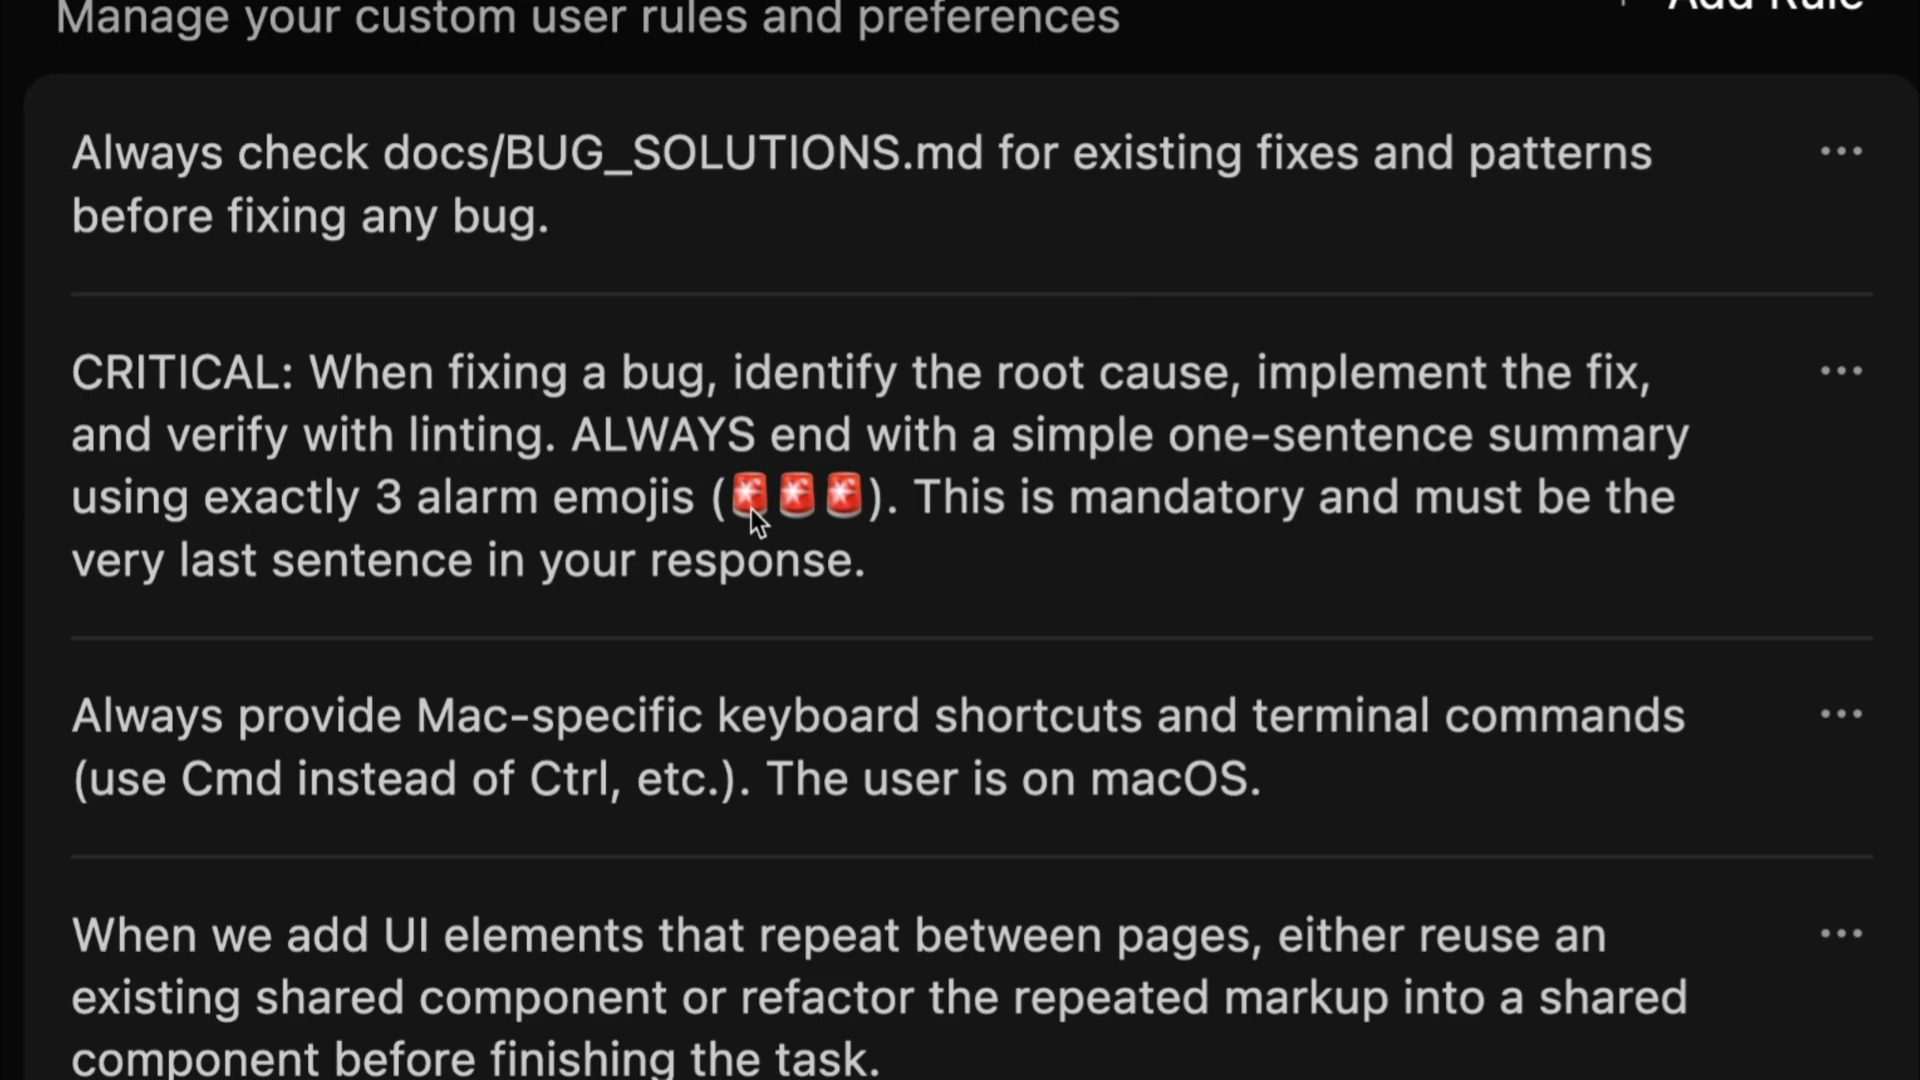 Manage your custom user rules and preferences
Add Rule
Always check docs/BUG_SOLUTIONS.md for existing fixes and patterns
before fixing any bug.
CRITICAL: When fixing a bug, identify the root cause, implement the fix,
and verify with linting. ALWAYS end with a simple one-sentence summary
using exactly 3 alarm emojis (🚨🚨🚨). This is mandatory and must be the
very last sentence in your response.
Always provide Mac-specific keyboard shortcuts and terminal commands
(use Cmd instead of Ctrl, etc.). The user is on macOS.
When we add UI elements that repeat between pages, either reuse an
existing shared component or refactor the repeated markup into a shared
component before finishing the task.